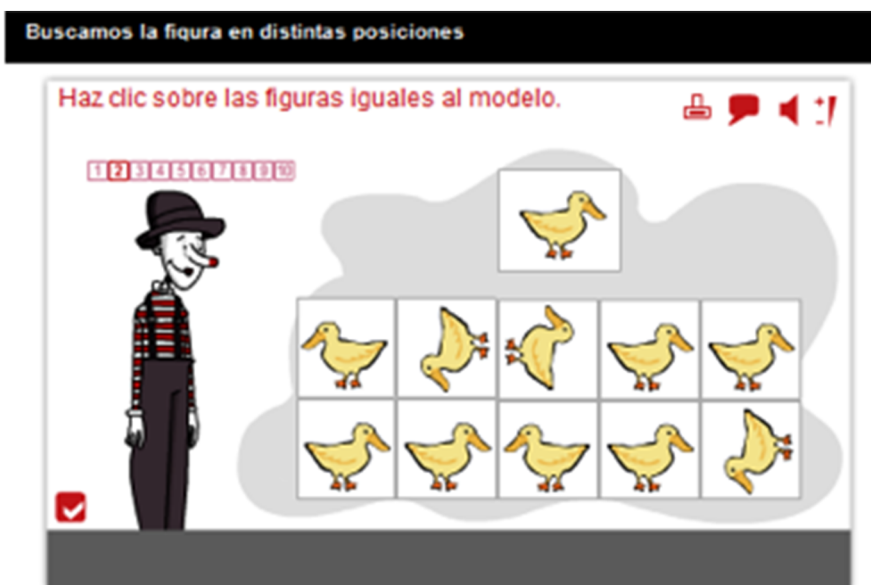 Buscamos la figura en distintas posiciones
Haz clic sobre las figuras iguales al modelo.
1 2 3 4 5 6 7 8 9 10